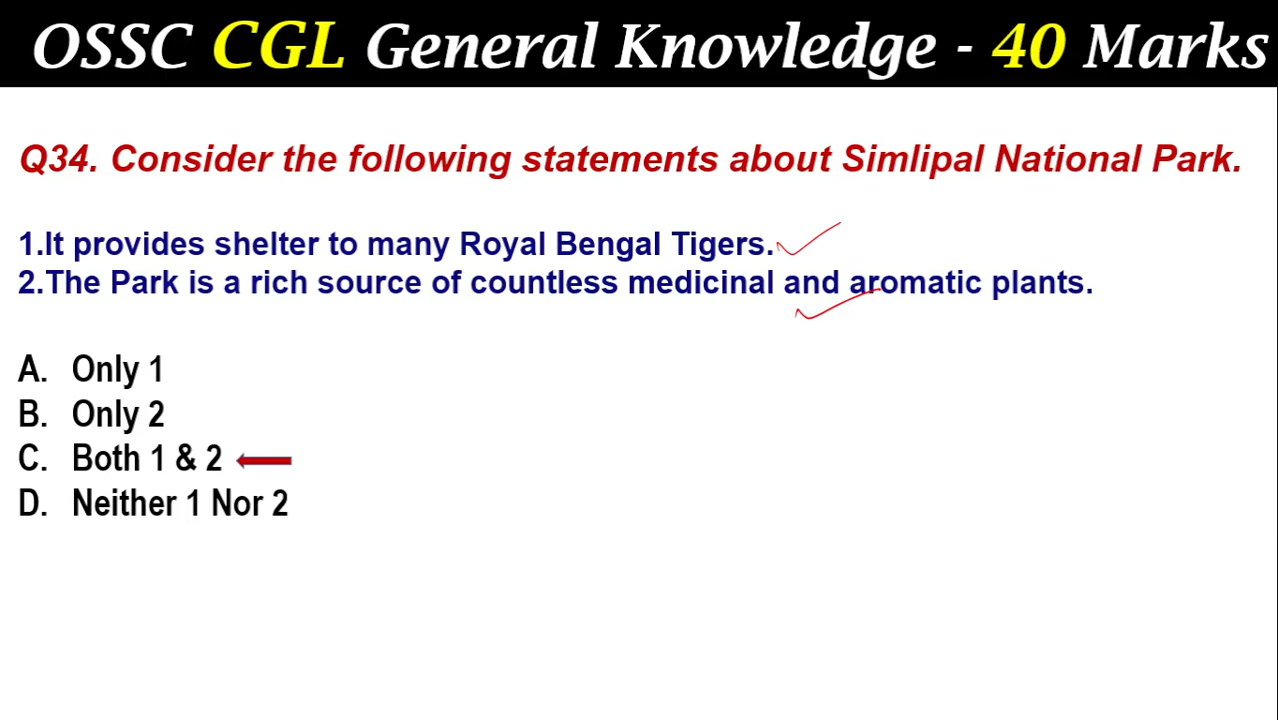 OSSC CGL General Knowledge - 40 Marks
Q34. Consider the following statements about Simlipal National Park.
1.It provides shelter to many Royal Bengal Tigers.
2.The Park is a rich source of countless medicinal and aromatic plants.
A. Only 1
B. Only 2
C. Both 1 & 2
D. Neither 1 Nor 2